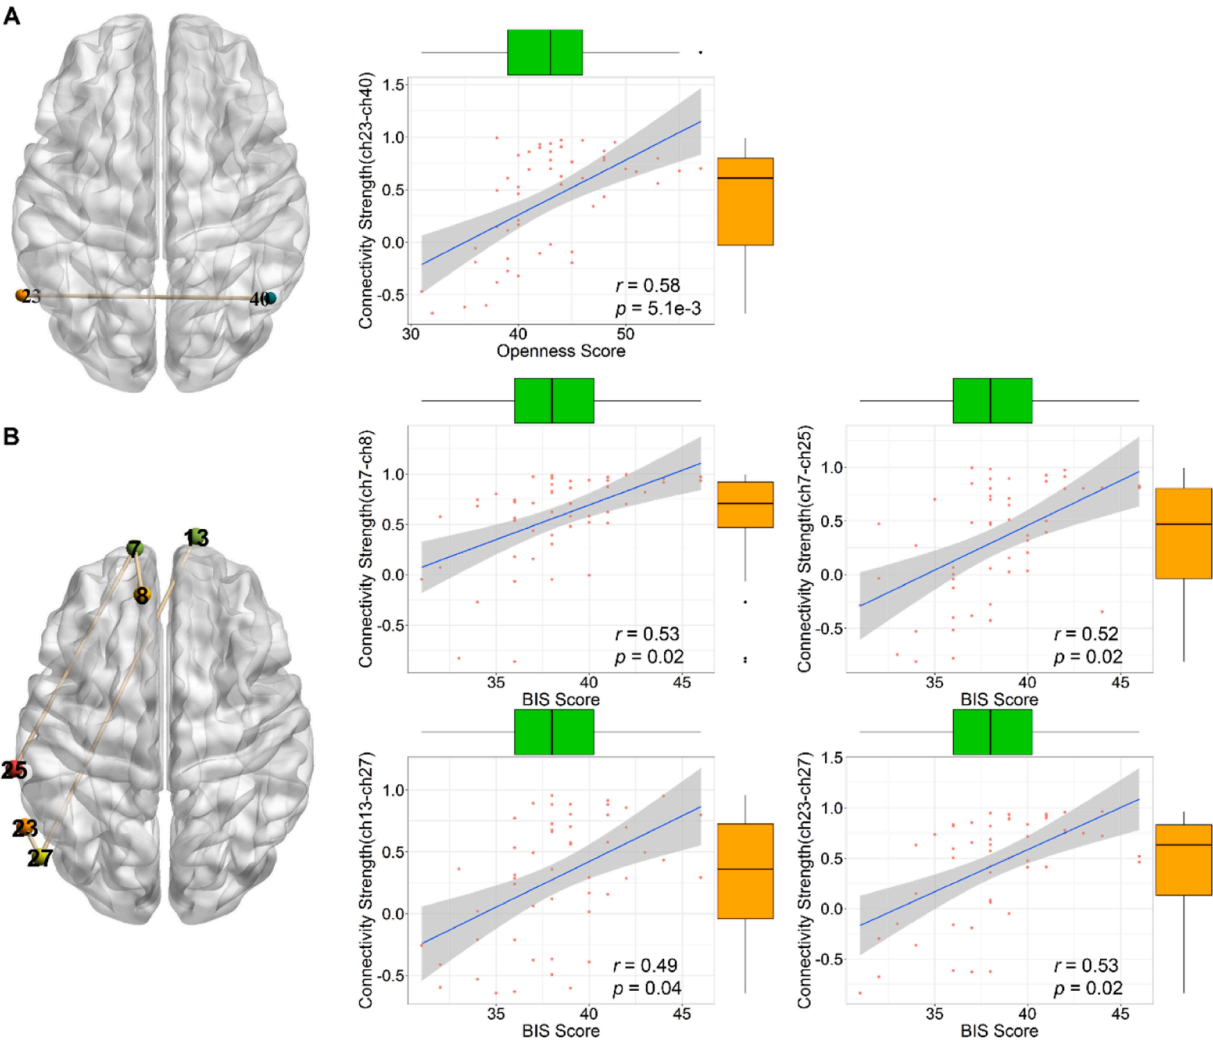 A
23
40
Connectivity Strength(ch23-ch40)
1.5
1.0
0.5
0.0
-0.5
r = 0.58
p = 5.1e-3
30
40
50
Openness Score
B
7
13
8
25
23
27
Connectivity Strength(ch7-ch8)
1.0
0.5
0.0
-0.5
r = 0.53
p = 0.02
35
40
45
BIS Score
Connectivity Strength(ch7-ch25)
1.0
0.5
0.0
-0.5
r = 0.52
p = 0.02
35
40
45
BIS Score
Connectivity Strength(ch13-ch27)
1.0
0.5
0.0
-0.5
r = 0.49
p = 0.04
35
40
45
BIS Score
Connectivity Strength(ch23-ch27)
1.5
1.0
0.5
0.0
-0.5
r = 0.53
p = 0.02
35
40
45
BIS Score